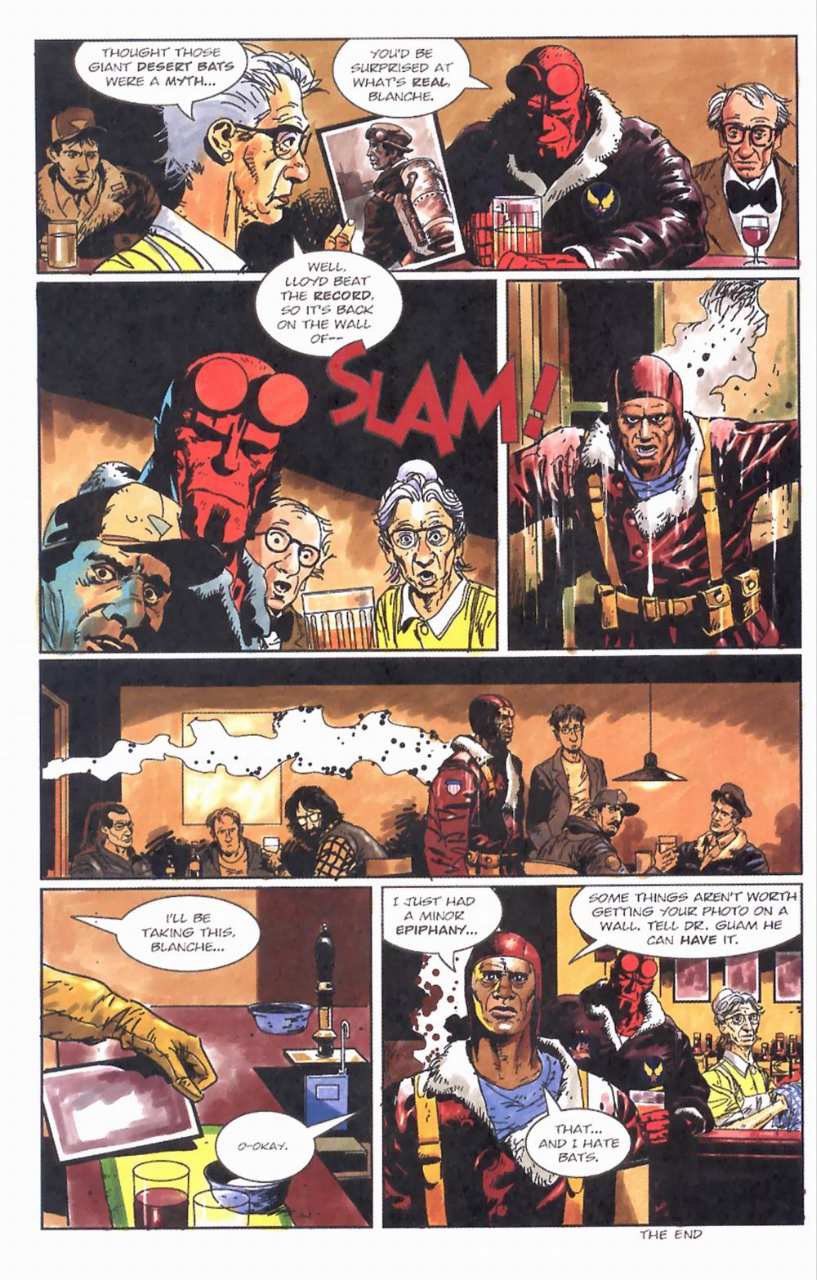 THOUGHT THOSE
GIANT DESERT BATS
WERE A MYTH...
YOU'D BE
SURPRISED AT
WHAT'S REAL,
BLANCHE.
WELL,
LLOYD BEAT
THE RECORD,
SO IT'S BACK
ON THE WALL
OF--
SLAM!
I'LL BE
TAKING THIS,
BLANCHE...
O-OKAY.
I JUST HAD
A MINOR
EPIPHANY...
SOME THINGS AREN'T WORTH
GETTING YOUR PHOTO ON A
WALL. TELL DR. GUAM HE
CAN HAVE IT.
THAT...
AND I HATE
BATS.
THE END